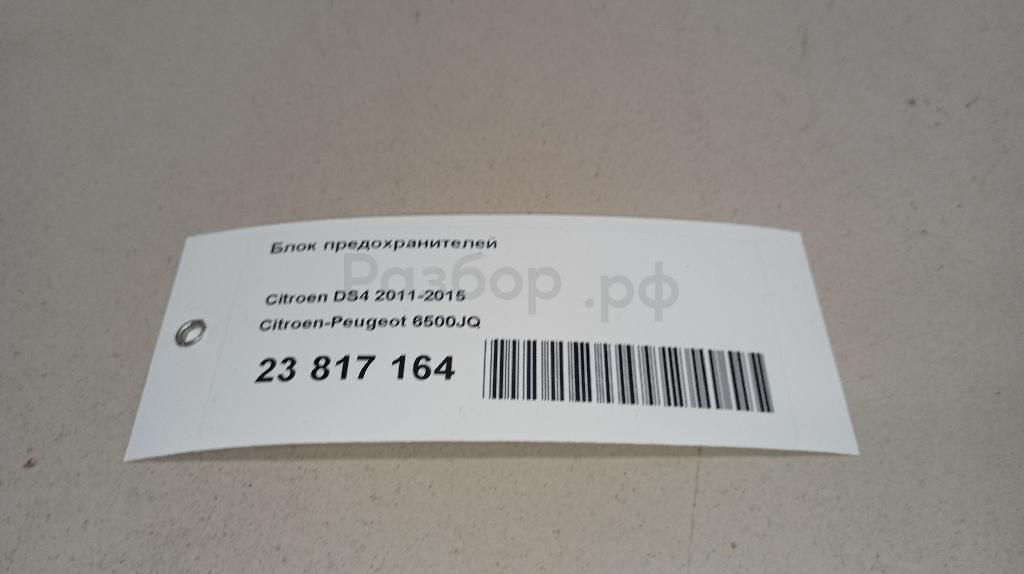 Блок предохранителей
Разбор.рф
Citroen DS4 2011-2015
Citroen-Peugeot 6500JQ
23 817 164